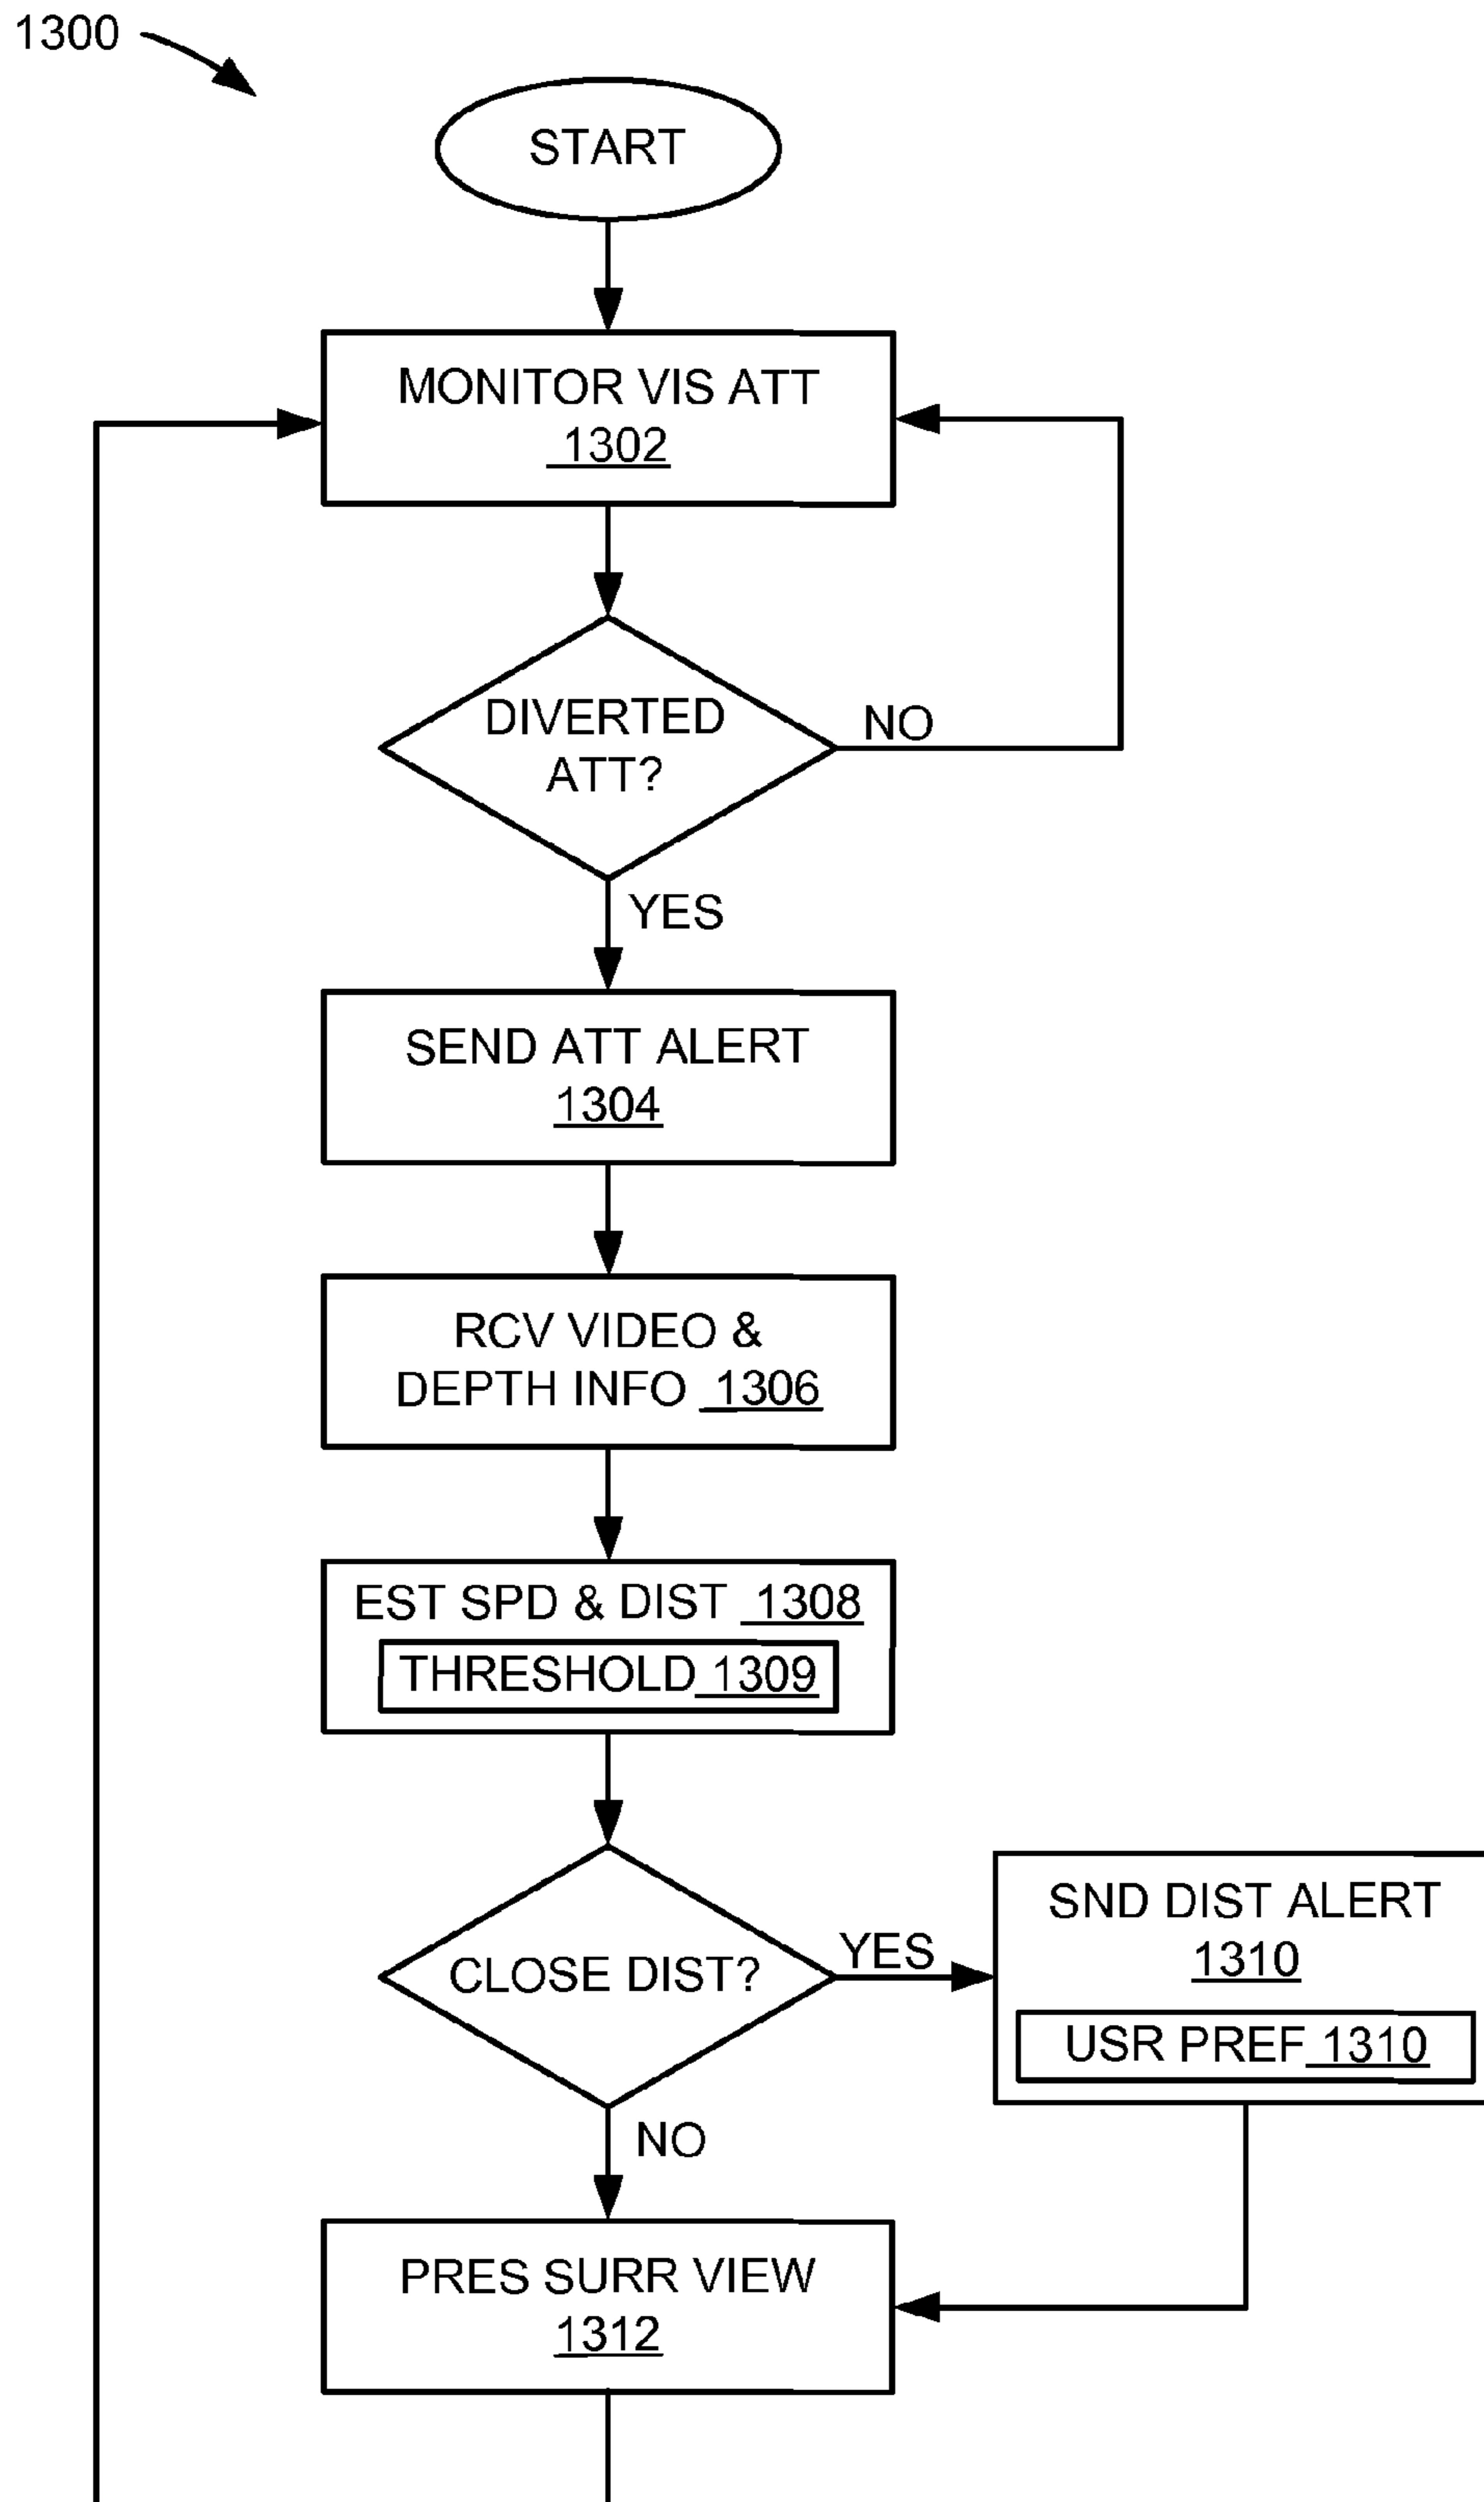 1300
START
MONITOR VIS ATT
1302
DIVERTED
ATT?
NO
YES
SEND ATT ALERT
1304
RCV VIDEO &
DEPTH INFO 1306
EST SPD & DIST 1308
THRESHOLD 1309
CLOSE DIST?
YES
SND DIST ALERT
1310
USR PREF 1310
NO
PRES SURR VIEW
1312